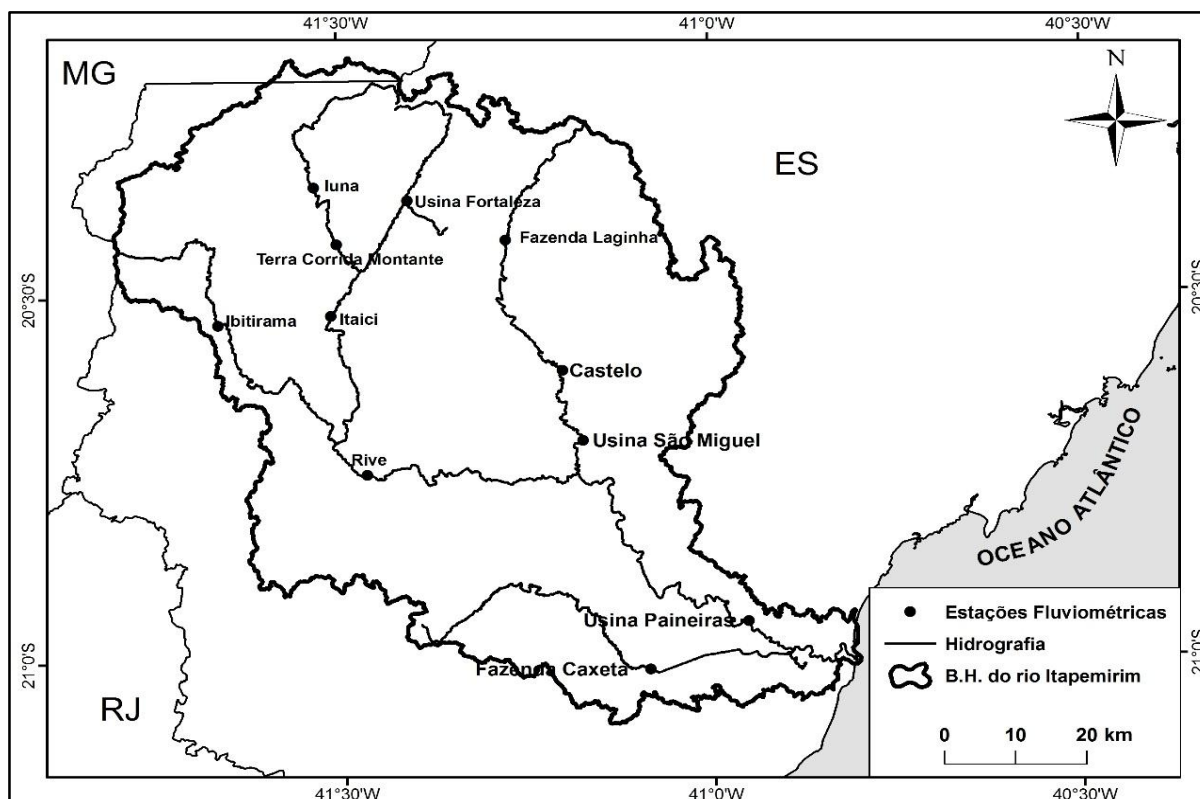 41°30'W
41°0'W
40°30'W
MG
N
ES
Iuna
Usina Fortaleza
Fazenda Laginha
Terra Corrida Montante
20°30'S
20°30'S
Ibitirama
Itaici
Castelo
Usina São Miguel
Rive
OCEANO ATLÂNTICO
Estações Fluviométricas
Usina Paineiras
Hidrografia
21°0'S
21°0'S
Fazenda Caxeta
B.H. do rio Itapemirim
RJ
0 10 20 km
41°30'W
41°0'W
40°30'W